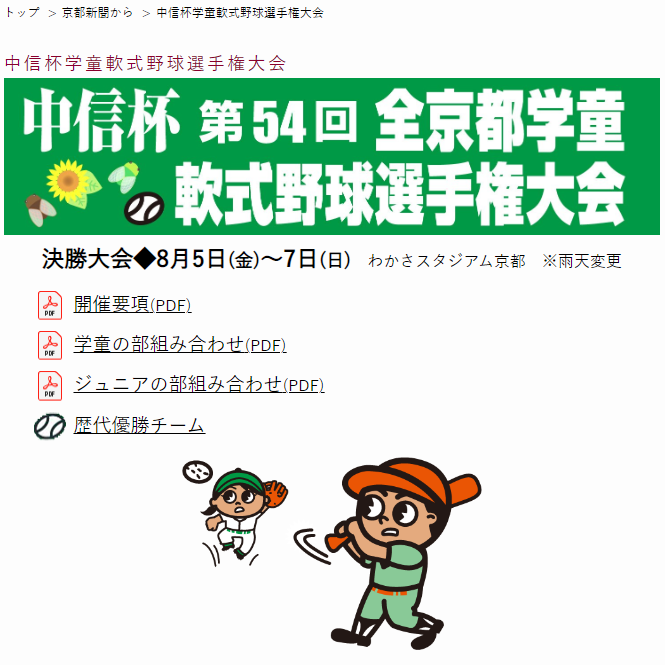 トップ > 京都新聞から > 中信杯学童軟式野球選手権大会
中信杯学童軟式野球選手権大会
中信杯 第54回 全京都学童
軟式野球選手権大会
決勝大会◆8月5日(金)〜7日(日) わかさスタジアム京都 ※雨天変更
PDF 開催要項(PDF)
PDF 学童の部組み合わせ(PDF)
PDF ジュニアの部組み合わせ(PDF)
歴代優勝チーム